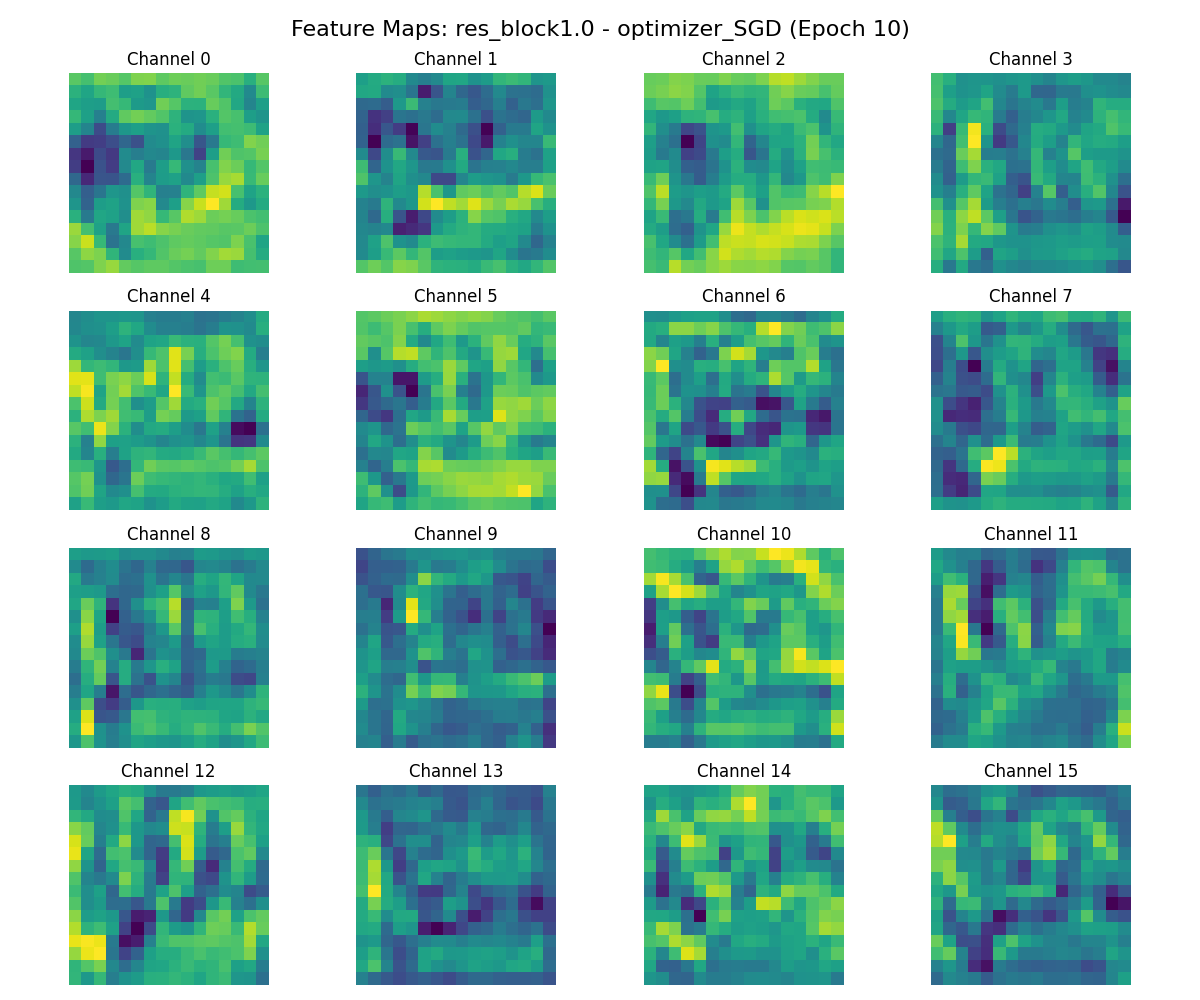 Feature Maps: res_block1.0 - optimizer_SGD (Epoch 10)
Channel 0
Channel 1
Channel 2
Channel 3
Channel 4
Channel 5
Channel 6
Channel 7
Channel 8
Channel 9
Channel 10
Channel 11
Channel 12
Channel 13
Channel 14
Channel 15